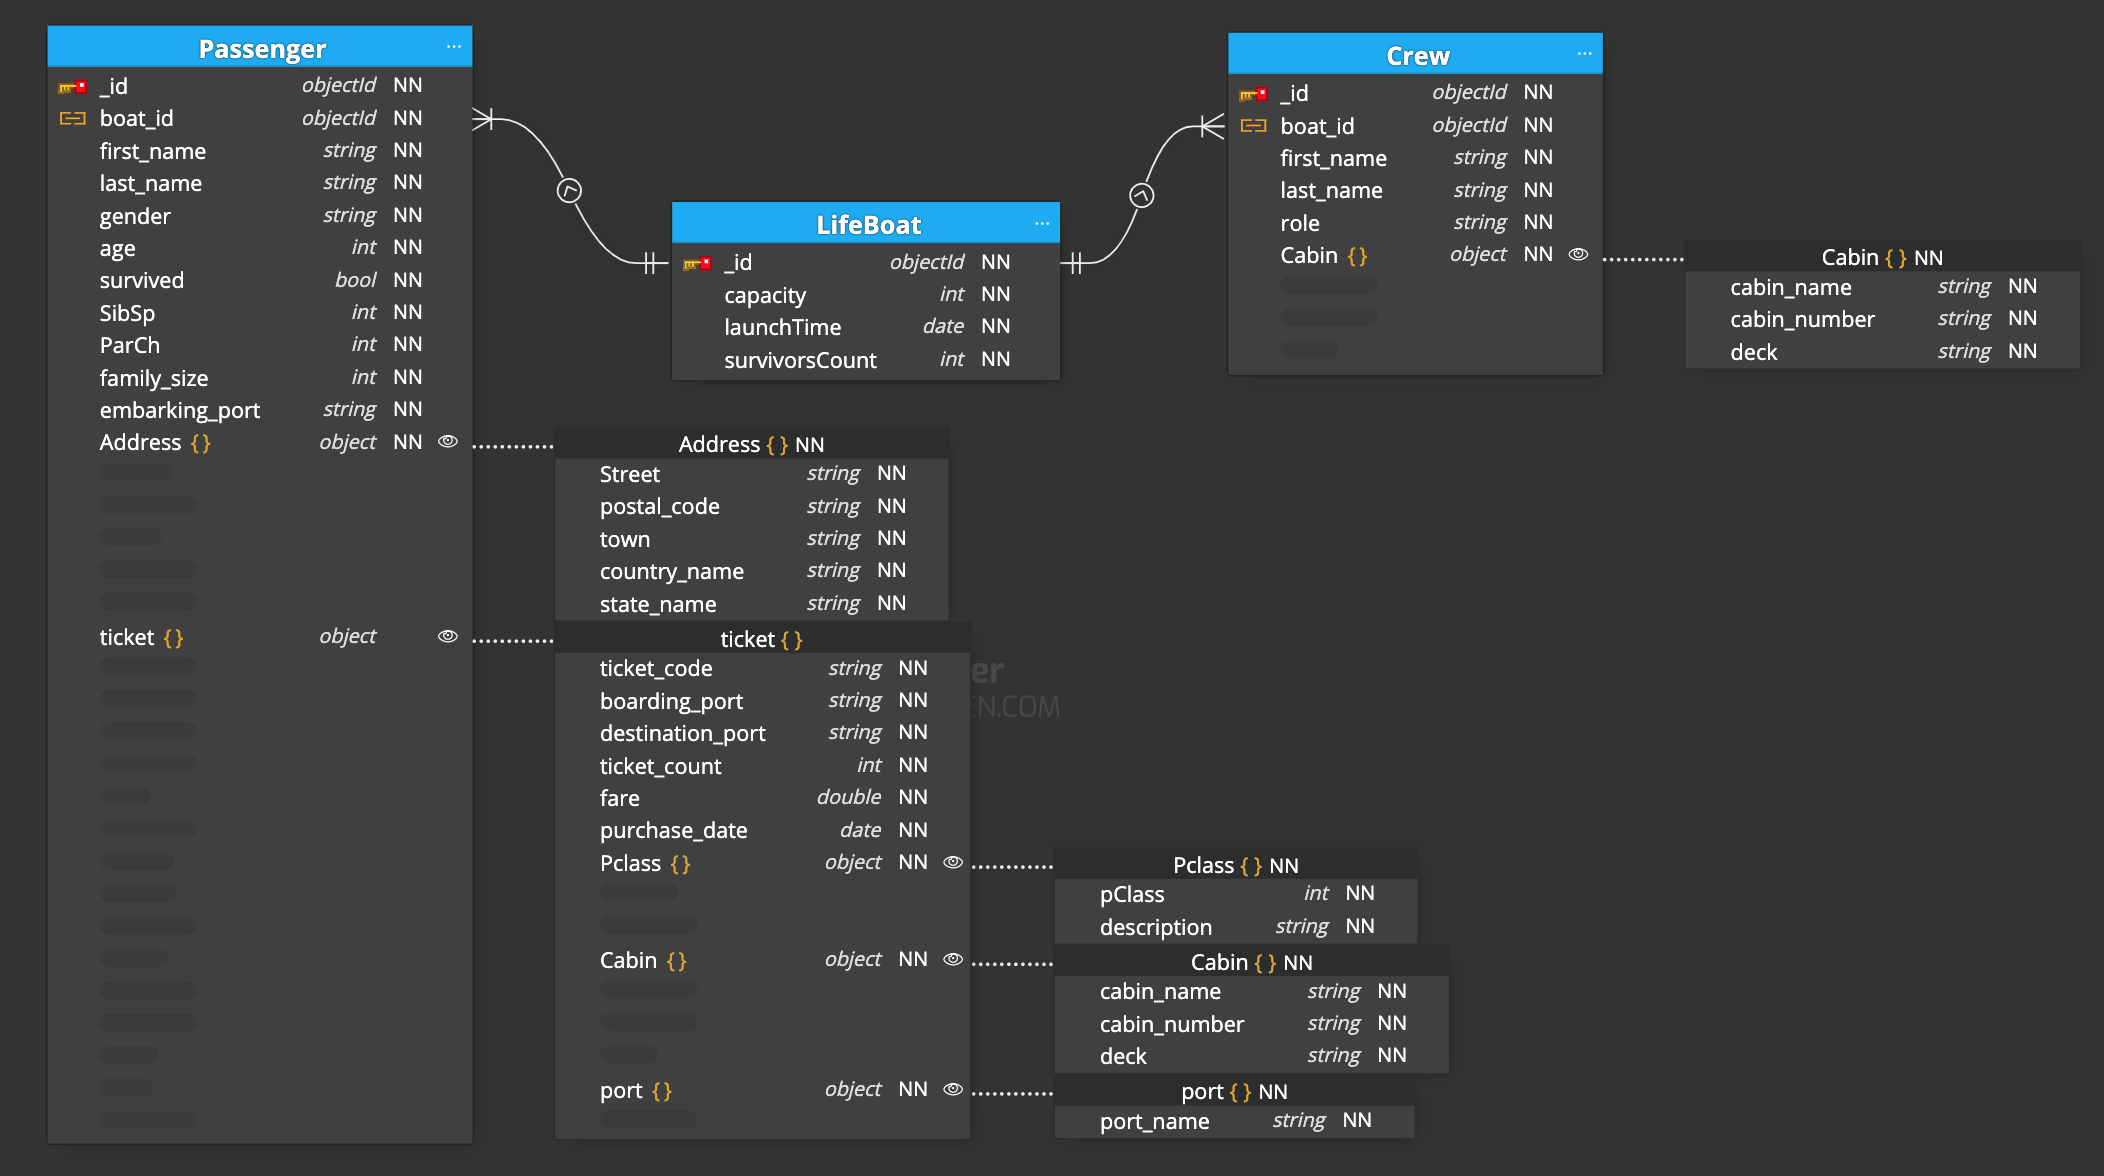 Passenger ...
_id objectId NN
boat_id objectId NN
first_name string NN
last_name string NN
gender string NN
age int NN
survived bool NN
SibSp int NN
ParCh int NN
family_size int NN
embarking_port string NN
Address {} object NN
ticket {} object
LifeBoat ...
_id objectId NN
capacity int NN
launchTime date NN
survivorsCount int NN
Crew ...
_id objectId NN
boat_id objectId NN
first_name string NN
last_name string NN
role string NN
Cabin {} object NN
Cabin {} NN
cabin_name string NN
cabin_number string NN
deck string NN
Address {} NN
Street string NN
postal_code string NN
town string NN
country_name string NN
state_name string NN
ticket {}
ticket_code string NN
boarding_port string NN
destination_port string NN
ticket_count int NN
fare double NN
purchase_date date NN
Pclass {} object NN
Cabin {} object NN
port {} object NN
Pclass {} NN
pClass int NN
description string NN
Cabin {} NN
cabin_name string NN
cabin_number string NN
deck string NN
port {} NN
port_name string NN
er
EN.COM